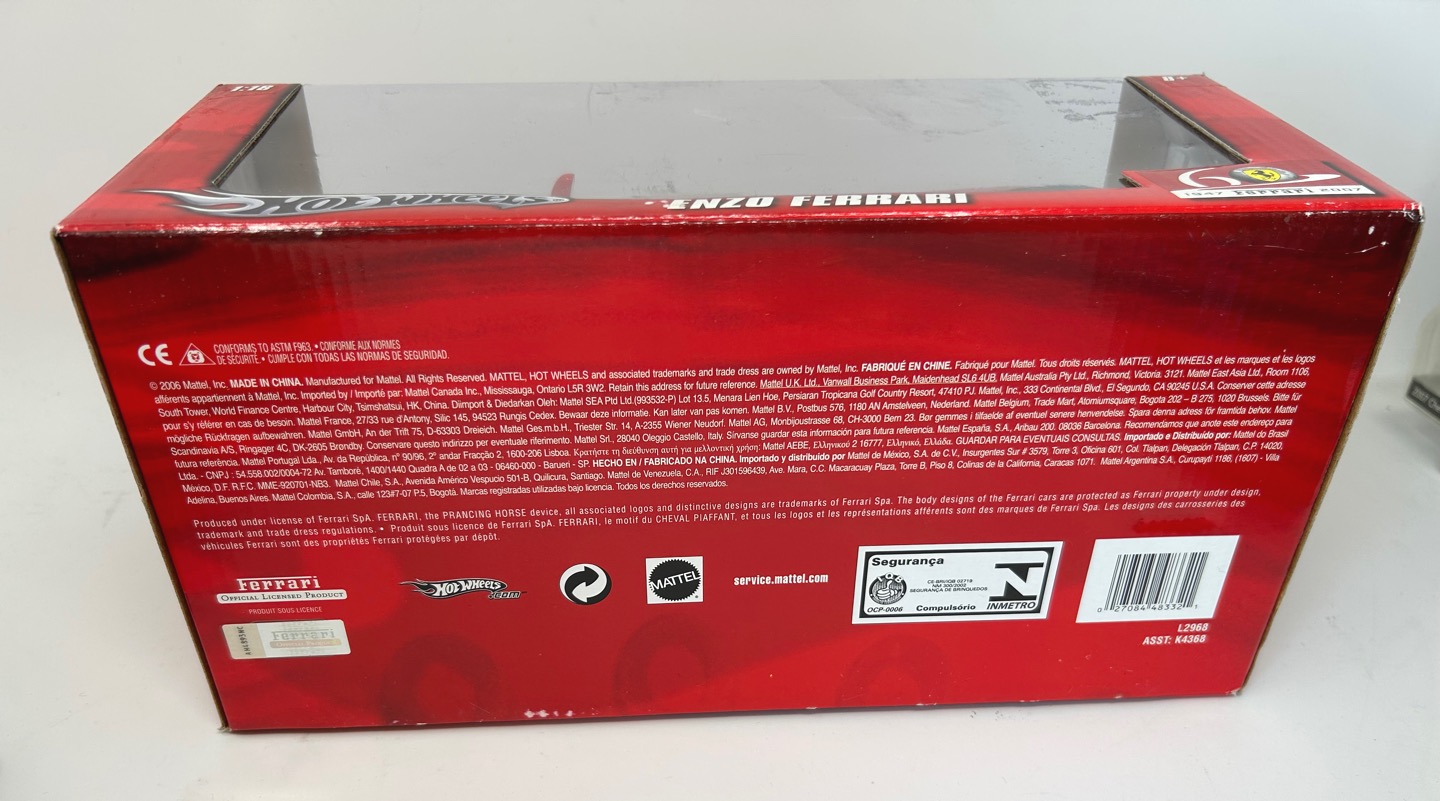 1:18
8+
HOT WHEELS
ENZO FERRARI
1947 Ferrari 2007
CE CONFORMS TO ASTM F963. • CONFORME AUX NORMES
DE SÉCURITÉ. • CUMPLE CON TODAS LAS NORMAS DE SEGURIDAD.
© 2006 Mattel, Inc. MADE IN CHINA. Manufactured for Mattel. All Rights Reserved. MATTEL, HOT WHEELS and associated trademarks and trade dress are owned by Mattel, Inc. FABRIQUÉ EN CHINE. Fabriqué pour Mattel. Tous droits réservés. MATTEL, HOT WHEELS et les marques et les logos
afférents appartiennent à Mattel, Inc. Imported by / Importé par: Mattel Canada Inc., Mississauga, Ontario L5R 3W2. Retain this address for future reference. Mattel U.K. Ltd., Vanwall Business Park, Maidenhead SL6 4UB. Mattel Australia Pty Ltd., Richmond, Victoria. 3121. Mattel East Asia Ltd., Room 1106,
South Tower, World Finance Centre, Harbour City, Tsimshatsui, HK, China. Diimport & Diedarkan Oleh: Mattel SEA Ptd Ltd.(993532-P) Lot 13.5, Menara Lien Hoe, Persiaran Tropicana Golf Country Resort, 47410 PJ. Mattel, Inc., 333 Continental Blvd., El Segundo, CA 90245 U.S.A. Conserver cette adresse
pour s'y référer en cas de besoin. Mattel France, 27/33 rue d'Antony, Silic 145, 94523 Rungis Cedex. Bewaar deze informatie. Kan later van pas komen. Mattel B.V., Postbus 576, 1180 AN Amstelveen, Nederland. Mattel Belgium, Trade Mart, Atomiumsquare, Bogota 202 – B 275, 1020 Brussels. Bitte für
mögliche Rückfragen aufbewahren. Mattel GmbH, An der Trift 75, D-63303 Dreieich. Mattel Ges.m.b.H., Triester Str. 14, A-2355 Wiener Neudorf. Mattel AG, Monbijoustrasse 68, CH-3000 Bern 23. Bør gemmes i tilfælde af eventuel senere henvendelse. Spara denna adress för framtida behov. Mattel
Scandinavia A/S, Ringager 4C, DK-2605 Brøndby. Conservare questo indirizzo per eventuale riferimento. Mattel Srl., 28040 Oleggio Castello, Italy. Sírvanse guardar esta información para futura referencia. Mattel España, S.A., Aribau 200. 08036 Barcelona. Recomendamos que anote este endereço para
futura referência. Mattel Portugal Lda., Av. da República, nº 90/96, 2º andar Fracção 2, 1600-206 Lisboa. Κρατήστε τη διεύθυνση αυτή για μελλοντική χρήση: Mattel AEBE, Ελληνικού 2 16777, Ελληνικό, Ελλάδα. GUARDAR PARA EVENTUAIS CONSULTAS. Importado e Distribuído por: Mattel do Brasil
Ltda. - CNPJ : 54.558.002/0004-72 Av. Tamboré, 1400/1440 Quadra A de 02 a 03 - 06460-000 - Barueri - SP. HECHO EN / FABRICADO NA CHINA. Importado y distribuido por Mattel de México, S.A. de C.V., Insurgentes Sur # 3579, Torre 3, Oficina 601, Col. Tlalpan, Delegación Tlalpan, C.P. 14020,
México, D.F. R.F.C. MME-920701-NB3. Mattel Chile, S.A., Avenida Américo Vespucio 501-B, Quilicura, Santiago. Mattel de Venezuela, C.A., RIF J301596439, Ave. Mara, C.C. Macaracuay Plaza, Torre B, Piso 8, Colinas de la California, Caracas 1071. Mattel Argentina S.A., Curupaytí 1186, (1607) - Villa
Adelina, Buenos Aires. Mattel Colombia, S.A., calle 123#7-07 P.5, Bogotá. Marcas registradas utilizadas bajo licencia. Todos los derechos reservados.
Produced under license of Ferrari SpA. FERRARI, the PRANCING HORSE device, all associated logos and distinctive designs are trademarks of Ferrari Spa. The body designs of the Ferrari cars are protected as Ferrari property under design,
trademark and trade dress regulations. • Produit sous licence de Ferrari SpA. FERRARI, le motif du CHEVAL PIAFFANT, et tous les logos et les représentations afférents sont des marques de Ferrari Spa. Les designs des carrosseries des
véhicules Ferrari sont des propriétés Ferrari protégées par dépôt.
Ferrari
OFFICIAL LICENSED PRODUCT
PRODUIT SOUS LICENCE
Ferrari
HOT WHEELS
.com
MATTEL
service.mattel.com
Segurança
CE-BRI/IQB 02718
NM 300/2002
SEGURANÇA DE BRINQUEDOS
OCP-0006 Compulsório INMETRO
0 27084 48332 1
L2968
ASST: K4368